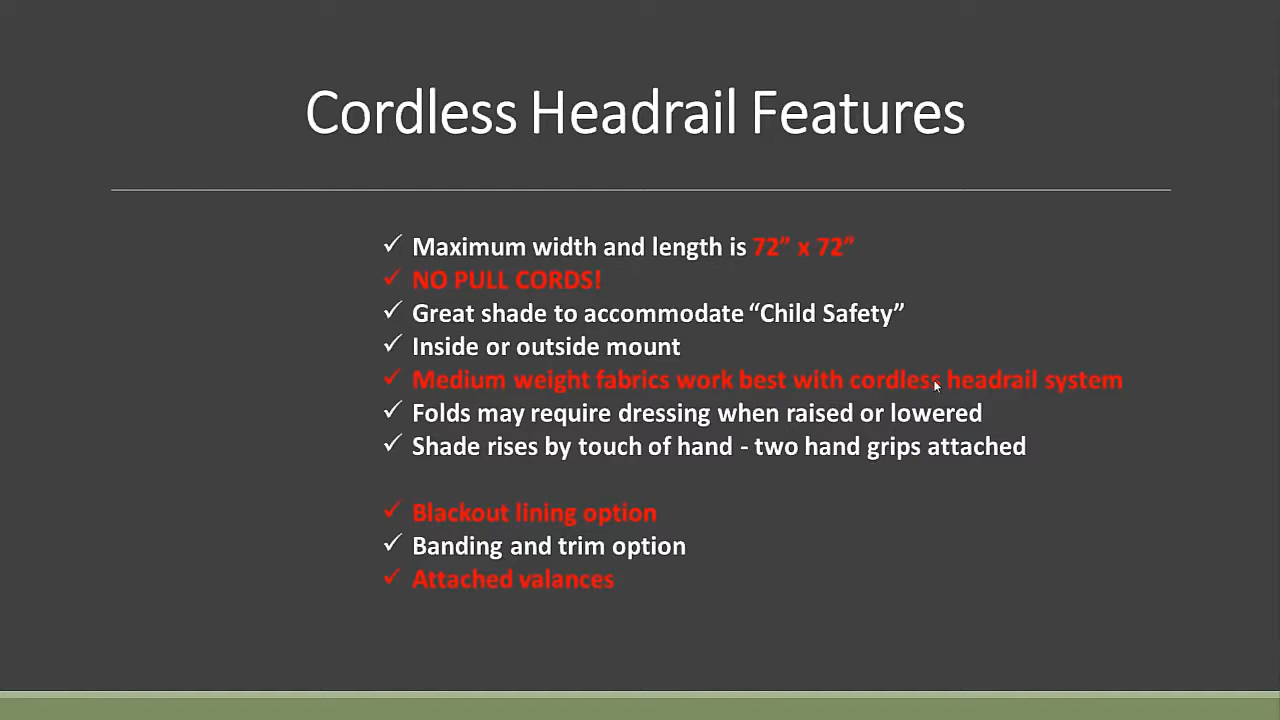 Cordless Headrail Features
✓ Maximum width and length is 72” x 72”
✓ NO PULL CORDS!
✓ Great shade to accommodate “Child Safety”
✓ Inside or outside mount
✓ Medium weight fabrics work best with cordless headrail system
✓ Folds may require dressing when raised or lowered
✓ Shade rises by touch of hand - two hand grips attached
✓ Blackout lining option
✓ Banding and trim option
✓ Attached valances